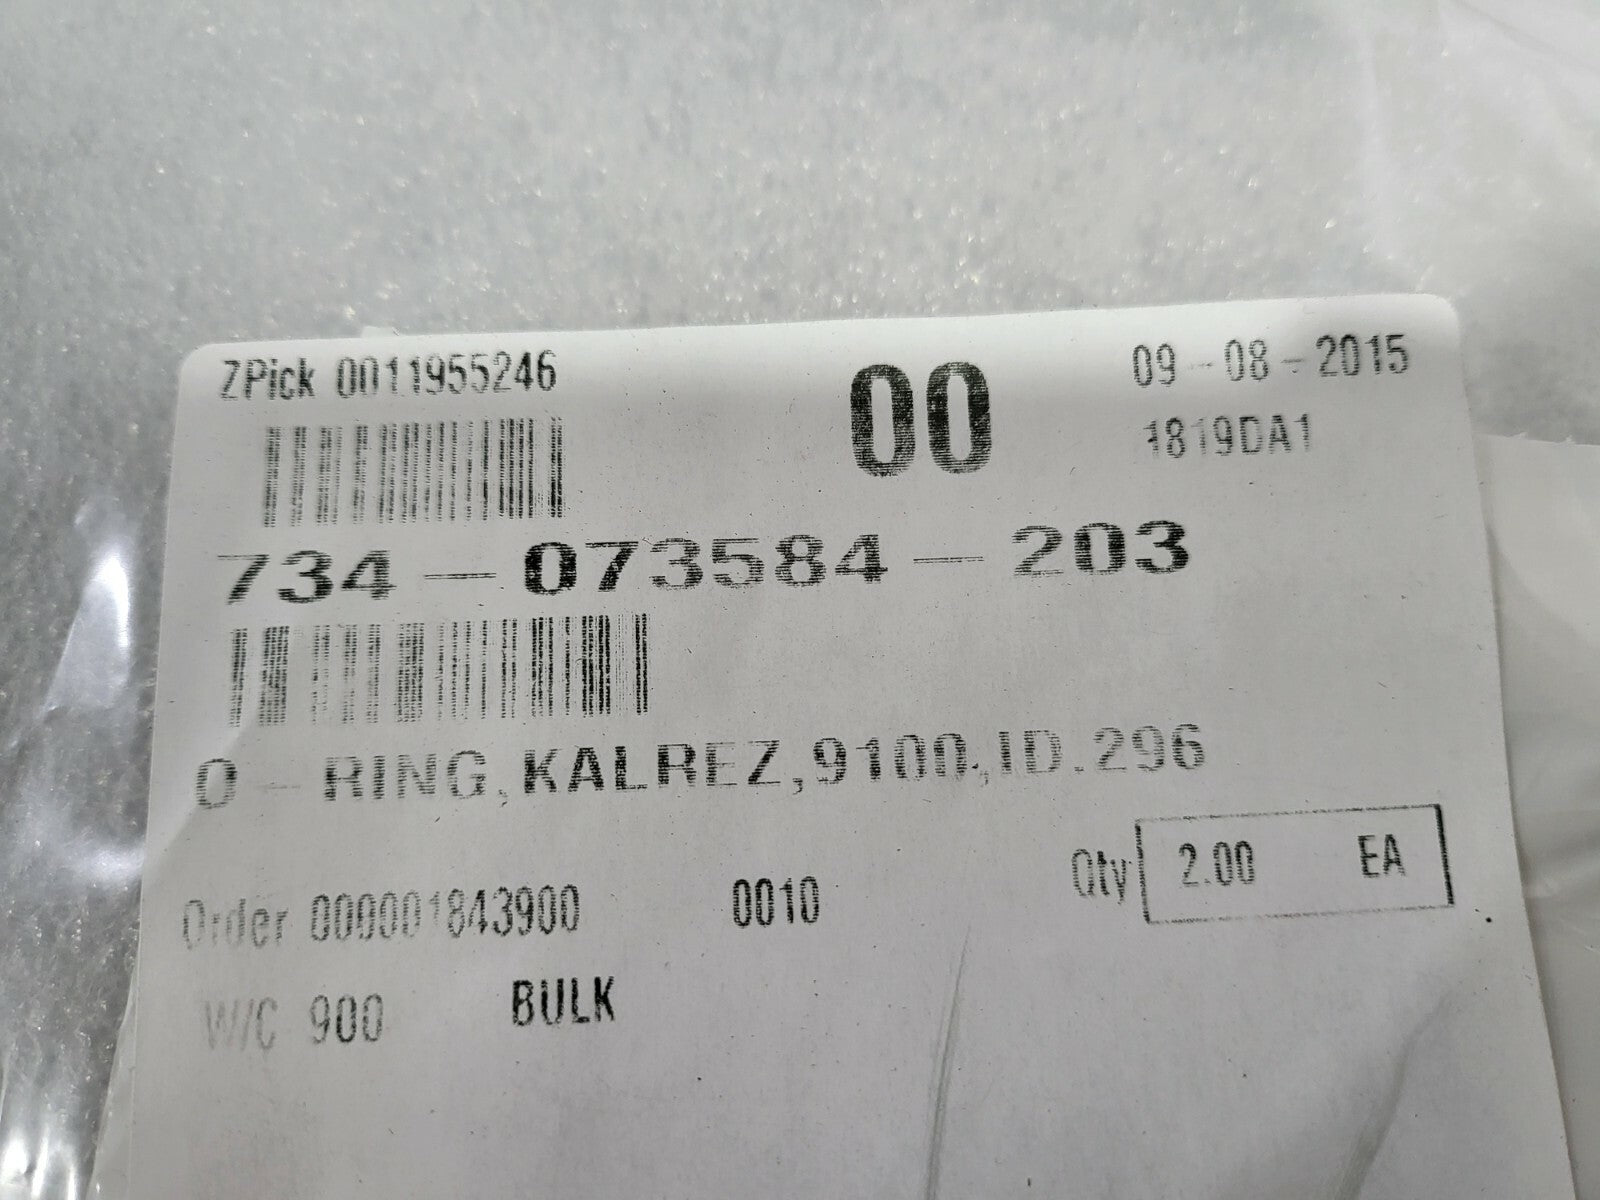 ZPick 0011955246 00 09-08-2015
1819DA1
734-073584-203
O-RING,KALREZ,9100,ID.296
Qty 2.00 EA
Order 000001843900 0010
W/C 900 BULK